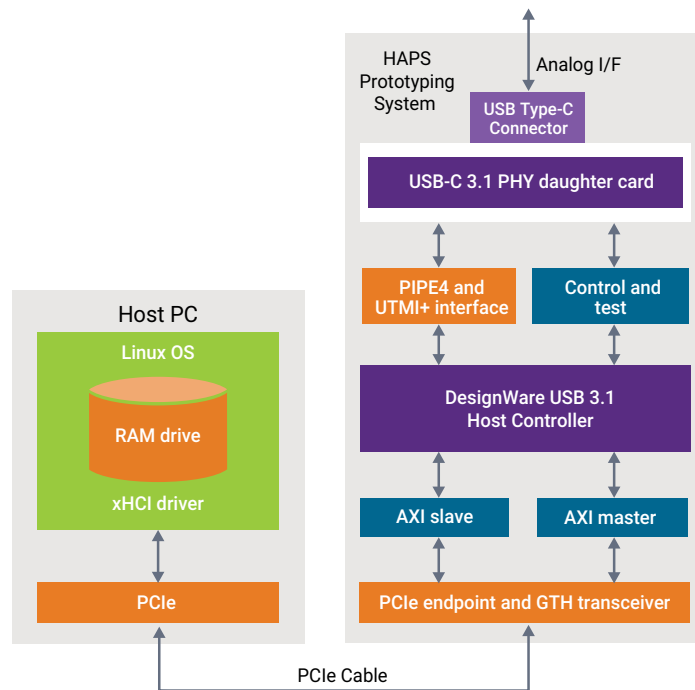 HAPS
Prototyping
System
Analog I/F
USB Type-C
Connector
USB-C 3.1 PHY daughter card
PIPE4 and
UTMI+ interface
Control and
test
Host PC
Linux OS
RAM drive
xHCI driver
PCIe
DesignWare USB 3.1
Host Controller
AXI slave
AXI master
PCIe endpoint and GTH transceiver
PCIe Cable